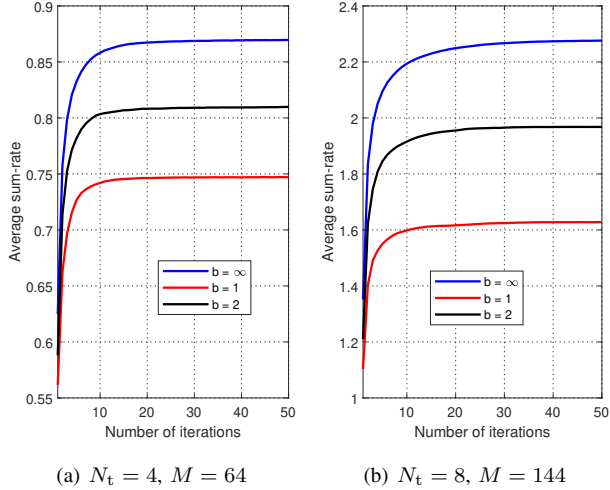 0.9
0.85
0.8
0.75
0.7
0.65
0.6
0.55
10 20 30 40 50
Average sum-rate
Number of iterations
b = ∞
b = 1
b = 2
(a) N_t = 4, M = 64
2.4
2.2
2
1.8
1.6
1.4
1.2
1
10 20 30 40 50
Average sum-rate
Number of iterations
b = ∞
b = 1
b = 2
(b) N_t = 8, M = 144